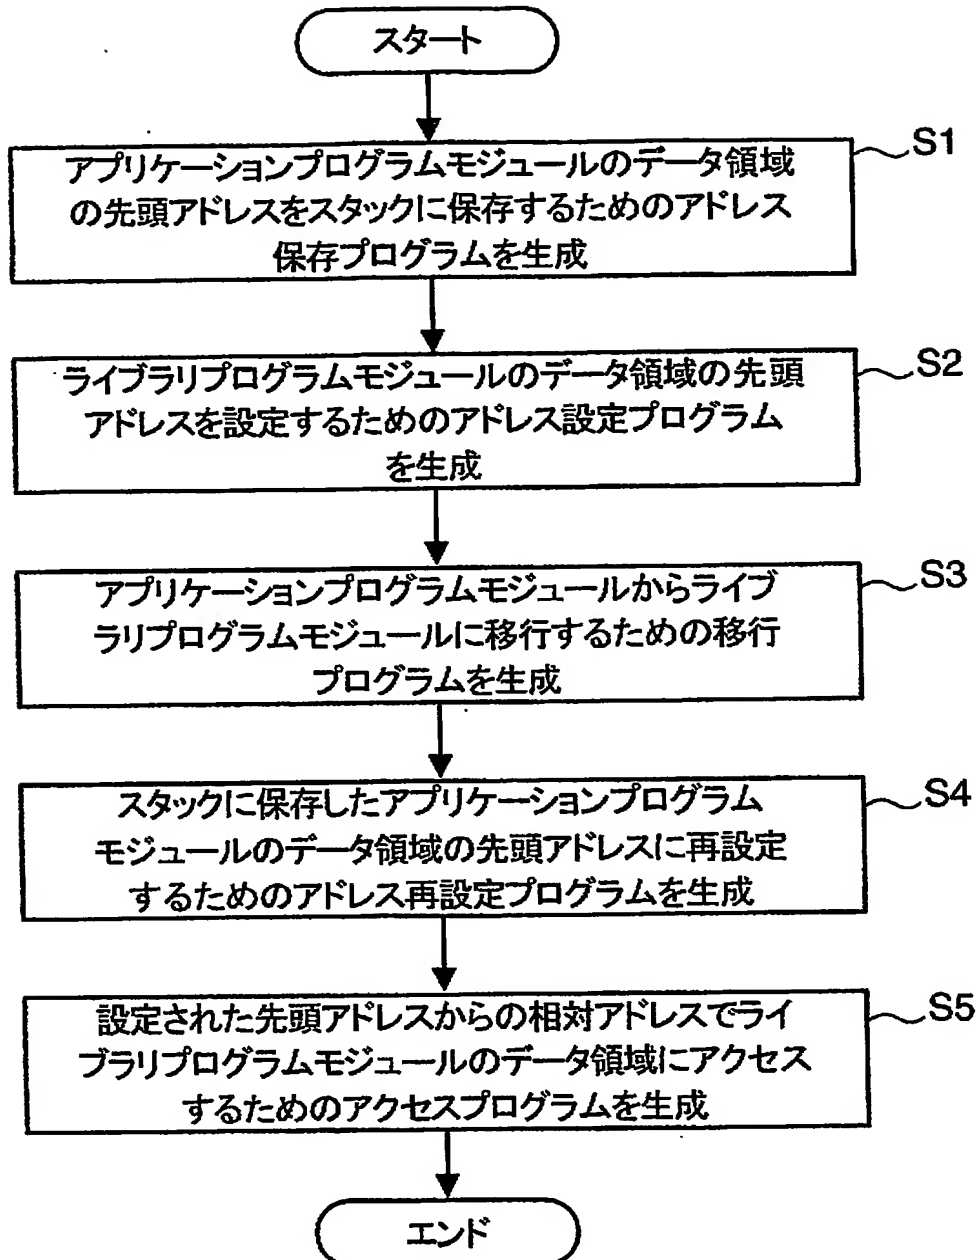 スタート
S1
アプリケーションプログラムモジュールのデータ領域
の先頭アドレスをスタックに保存するためのアドレス
保存プログラムを生成
S2
ライブラリプログラムモジュールのデータ領域の先頭
アドレスを設定するためのアドレス設定プログラム
を生成
S3
アプリケーションプログラムモジュールからライブ
ラリプログラムモジュールに移行するための移行
プログラムを生成
S4
スタックに保存したアプリケーションプログラム
モジュールのデータ領域の先頭アドレスに再設定
するためのアドレス再設定プログラムを生成
S5
設定された先頭アドレスからの相対アドレスでライ
ブラリプログラムモジュールのデータ領域にアクセス
するためのアクセスプログラムを生成
エンド